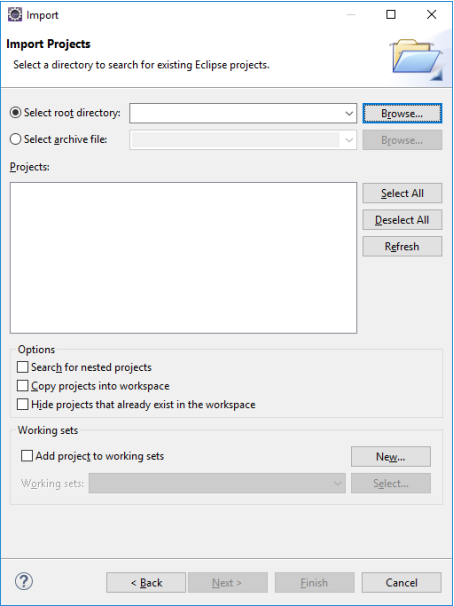 Import
Import Projects
Select a directory to search for existing Eclipse projects.
Select root directory:
Browse...
Select archive file:
Browse...
Projects:
Select All
Deselect All
Refresh
Options
Search for nested projects
Copy projects into workspace
Hide projects that already exist in the workspace
Working sets
Add project to working sets
New...
Working sets:
Select...
?
< Back
Next >
Finish
Cancel